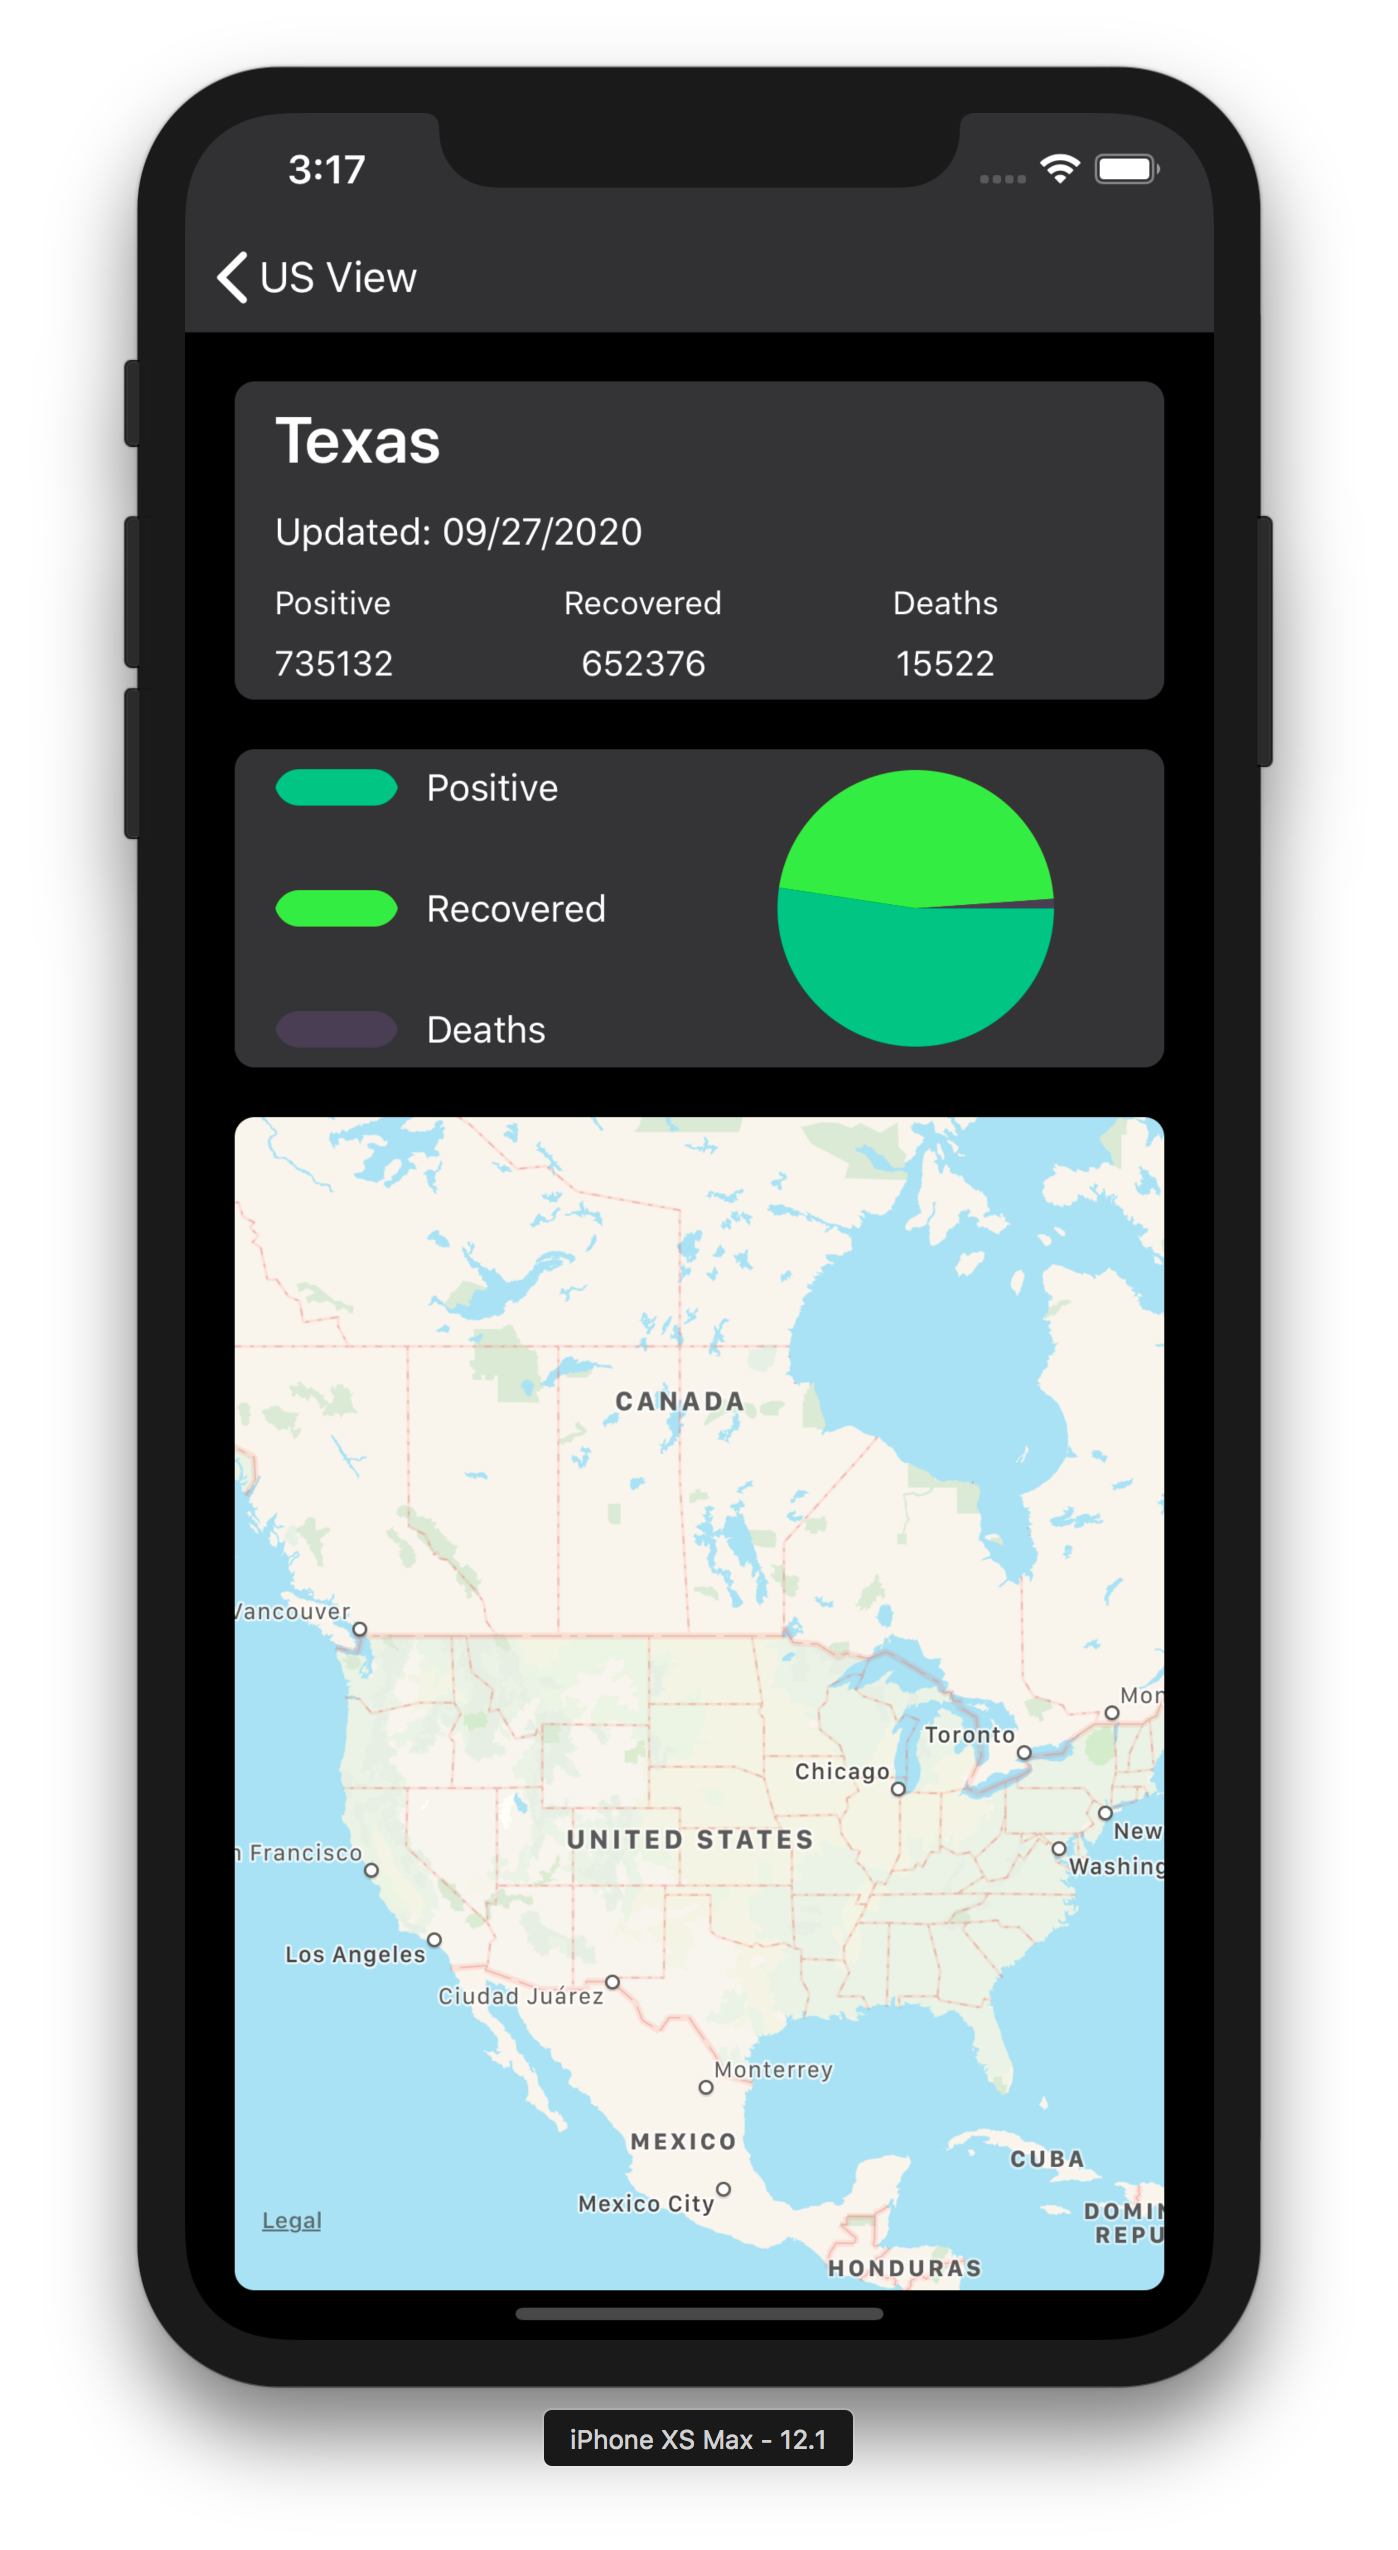 3:17
US View
Texas
Updated: 09/27/2020
Positive Recovered Deaths
735132 652376 15522
Positive
Recovered
Deaths
CANADA
Vancouver
Mon
Toronto
Chicago
New
UNITED STATES
n Francisco
Washing
Los Angeles
Ciudad Juárez
Monterrey
MEXICO
CUBA
Mexico City
DOMIN
REPU
Legal
HONDURAS
iPhone XS Max - 12.1